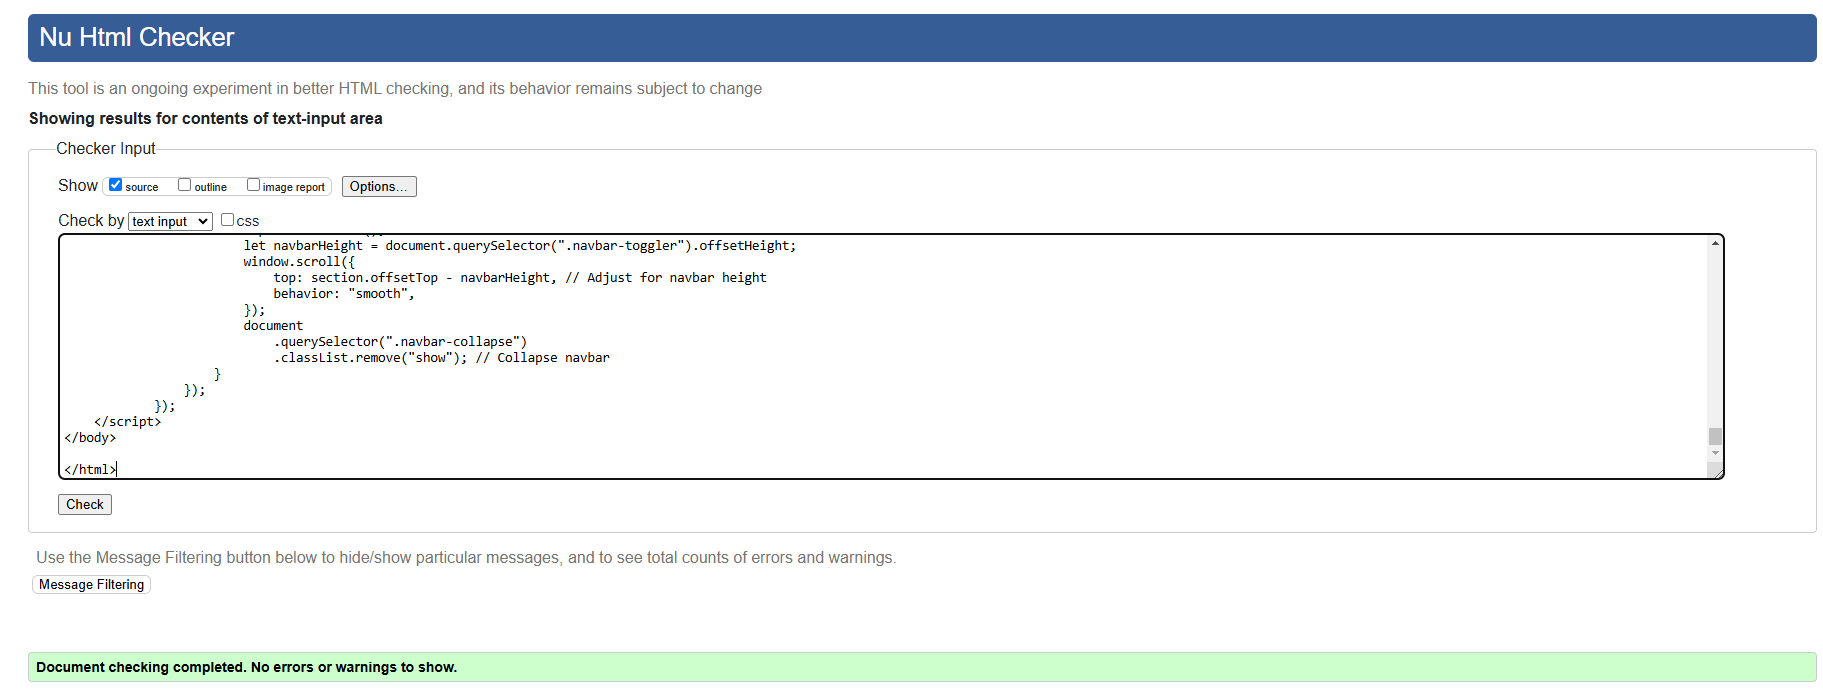 Nu Html Checker
This tool is an ongoing experiment in better HTML checking, and its behavior remains subject to change
Showing results for contents of text-input area
Checker Input
Show source outline image report Options...
Check by text input css
let navbarHeight = document.querySelector(".navbar-toggler").offsetHeight;
window.scroll({
top: section.offsetTop - navbarHeight, // Adjust for navbar height
behavior: "smooth",
});
document
.querySelector(".navbar-collapse")
.classList.remove("show"); // Collapse navbar
}
});
});
</script>
</body>
</html>
Check
Use the Message Filtering button below to hide/show particular messages, and to see total counts of errors and warnings.
Message Filtering
Document checking completed. No errors or warnings to show.